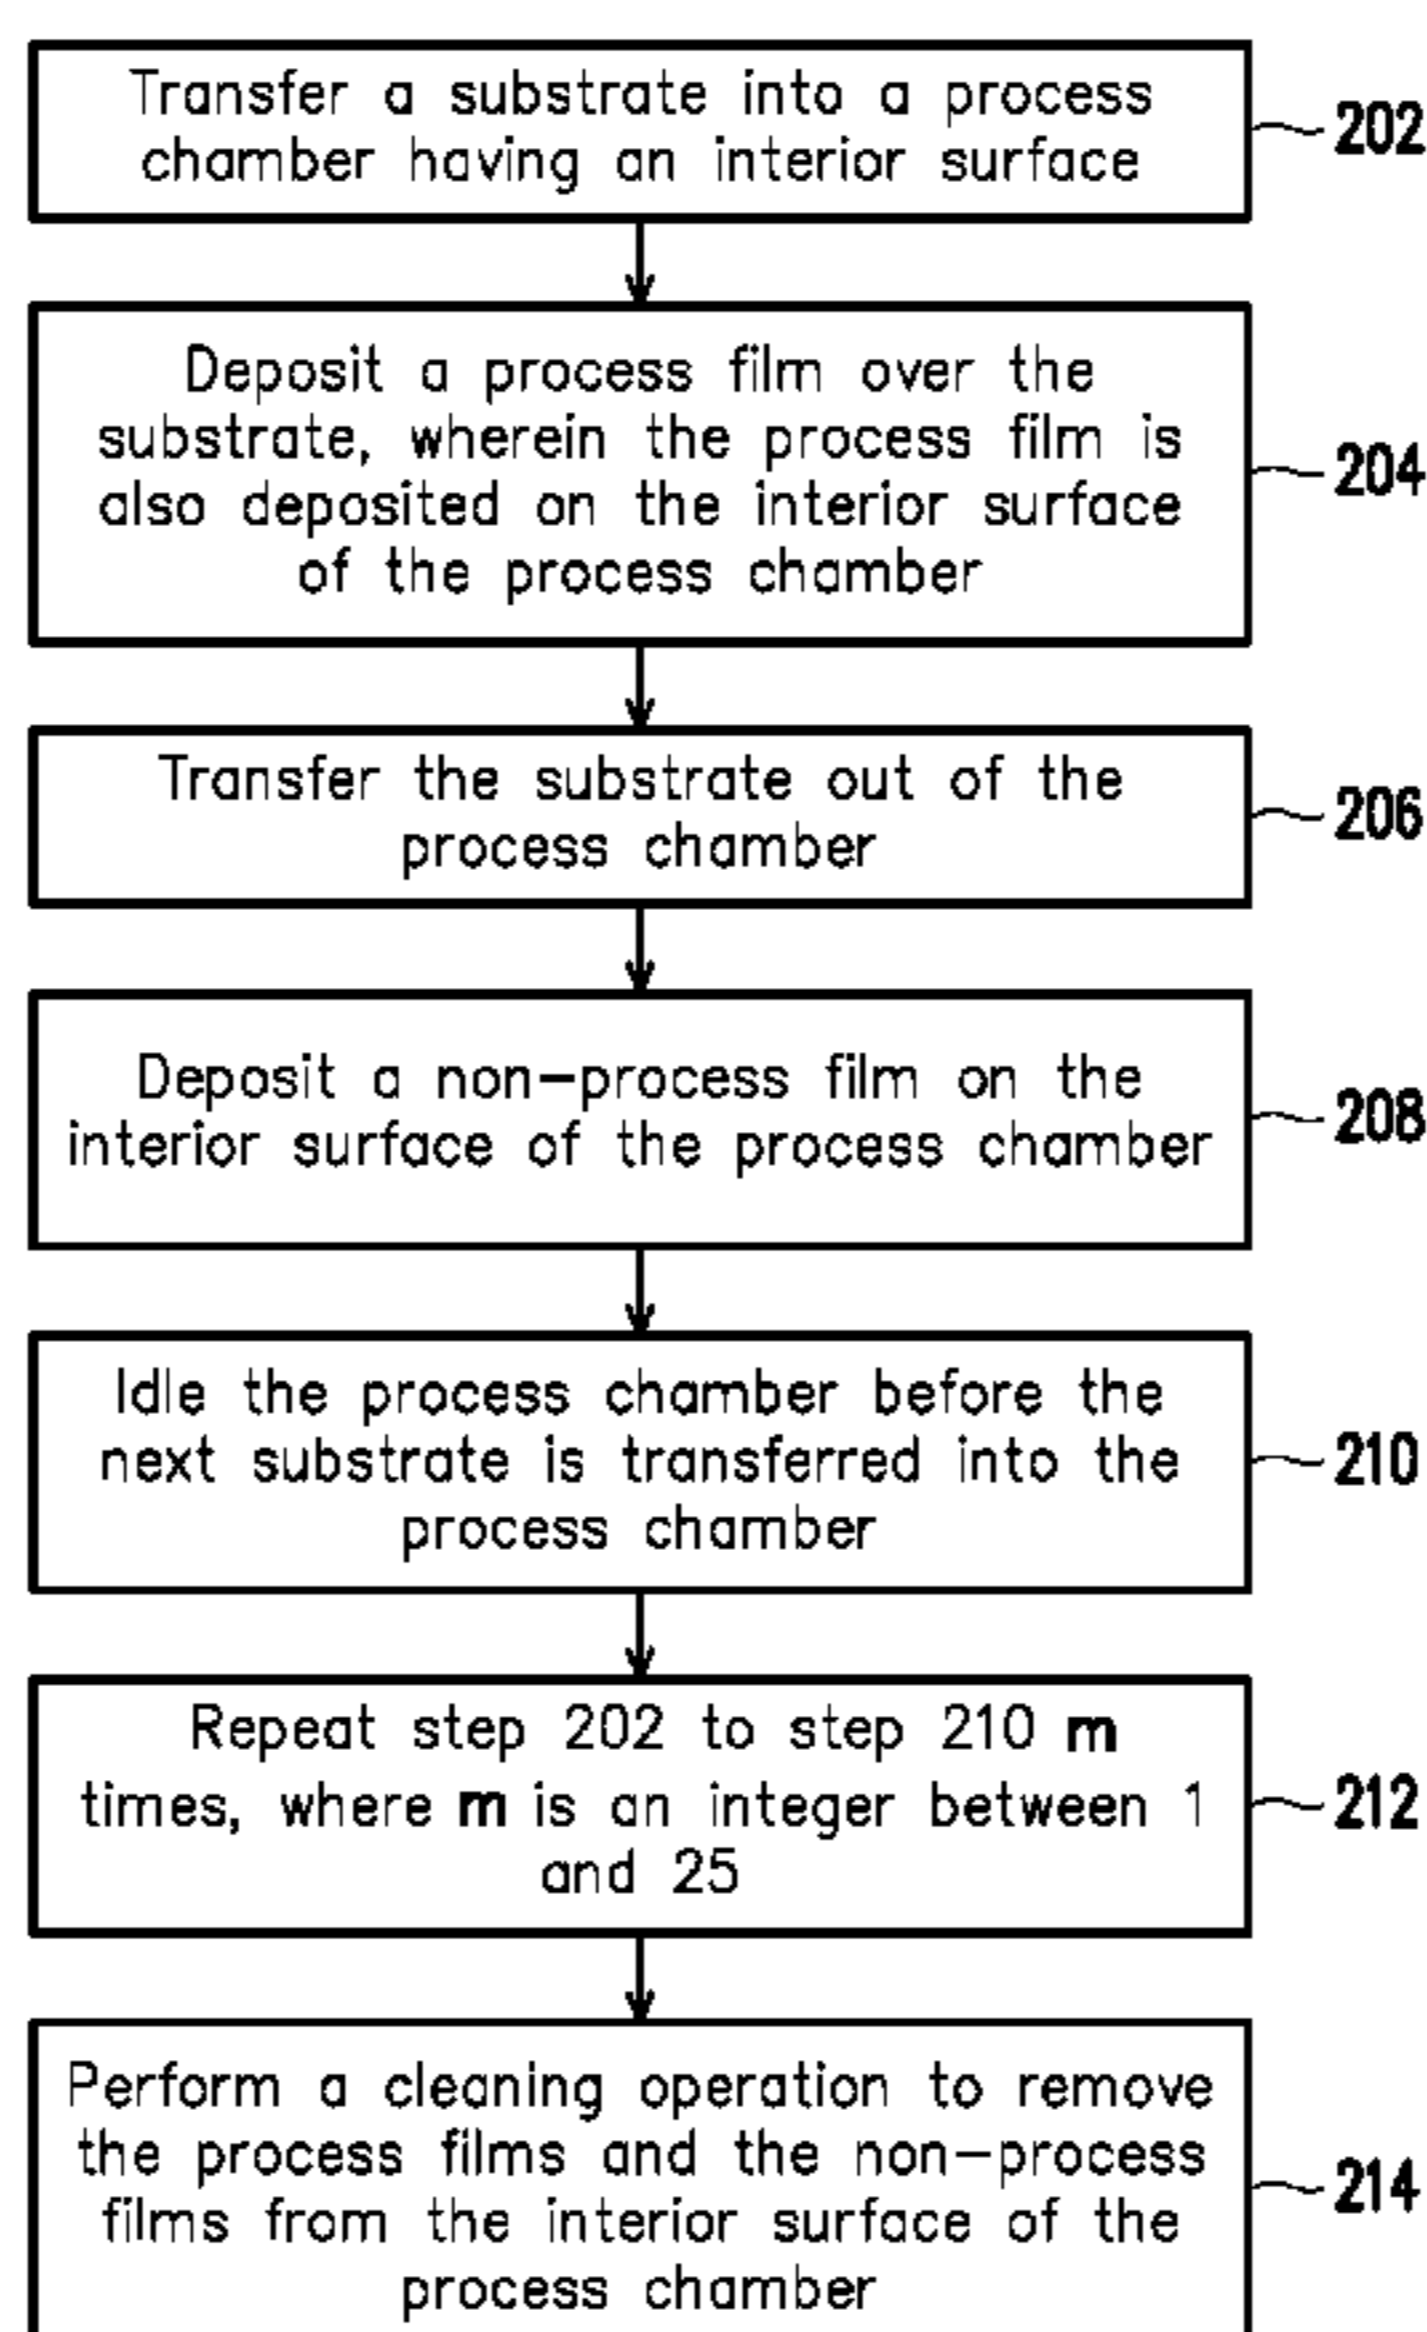 Transfer a substrate into a process
chamber having an interior surface
202
Deposit a process film over the
substrate, wherein the process film is
also deposited on the interior surface
of the process chamber
204
Transfer the substrate out of the
process chamber
206
Deposit a non-process film on the
interior surface of the process chamber
208
Idle the process chamber before the
next substrate is transferred into the
process chamber
210
Repeat step 202 to step 210 m
times, where m is an integer between 1
and 25
212
Perform a cleaning operation to remove
the process films and the non-process
films from the interior surface of the
process chamber
214